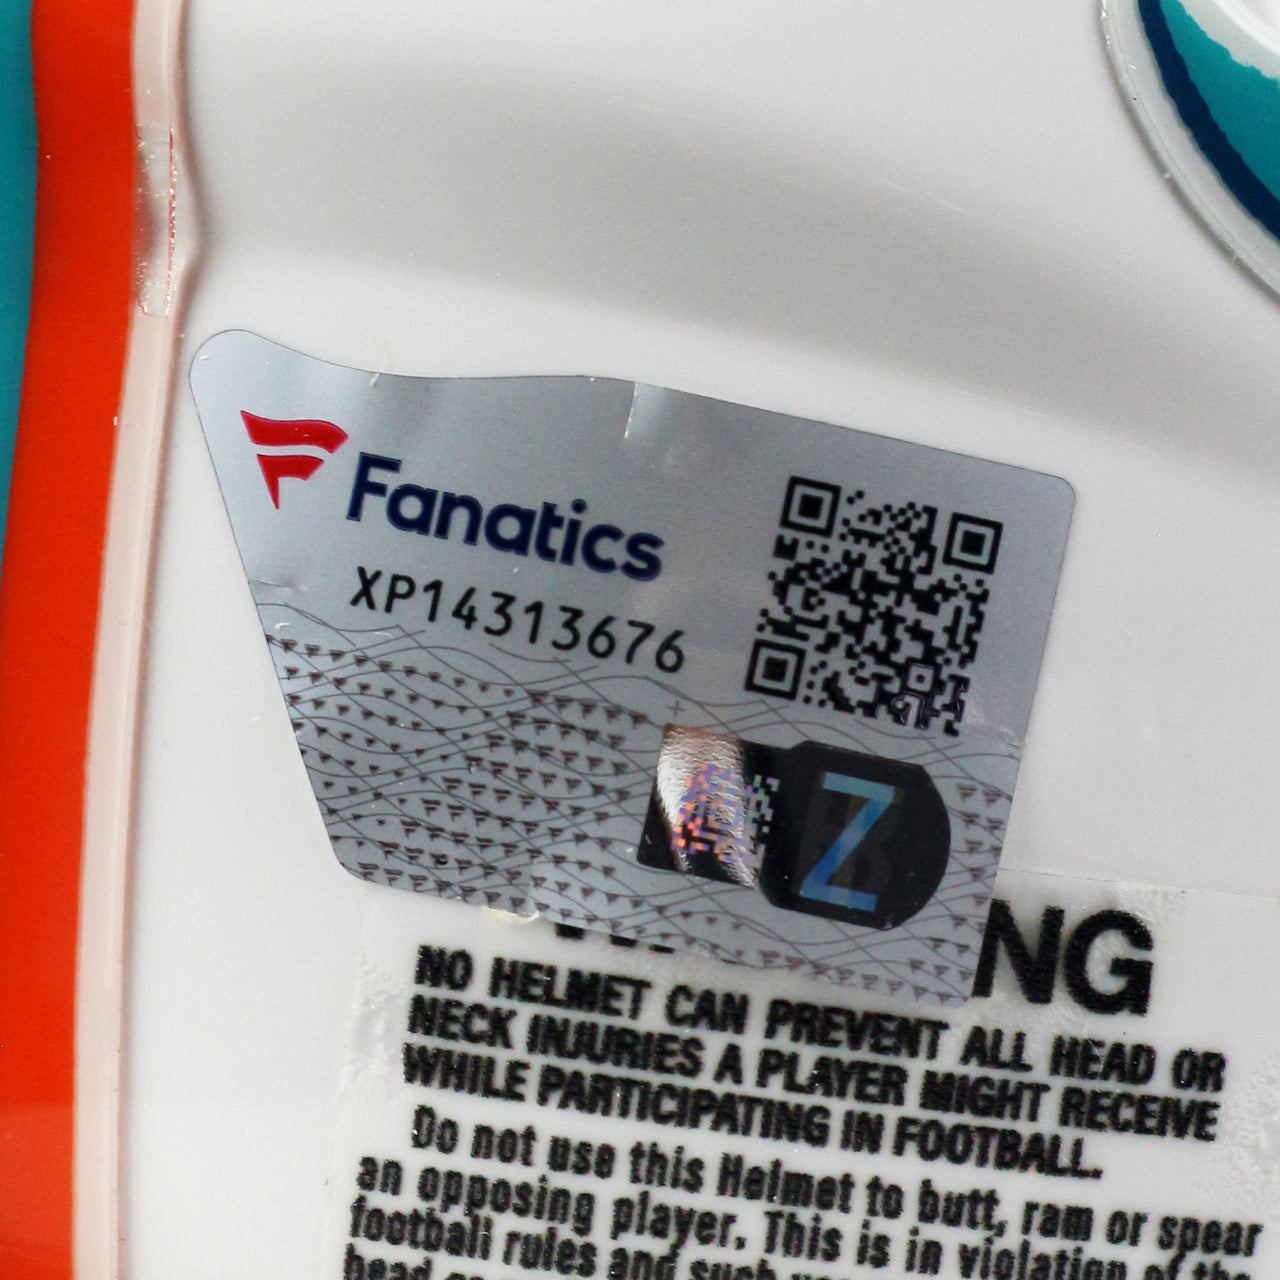 Fanatics
XP14313676
Z
NG
NO HELMET CAN PREVENT ALL HEAD OR
NECK INJURIES A PLAYER MIGHT RECEIVE
WHILE PARTICIPATING IN FOOTBALL.
Do not use this Helmet to butt, ram or spear
an opposing player. This is in violation of the
football rules and such
head